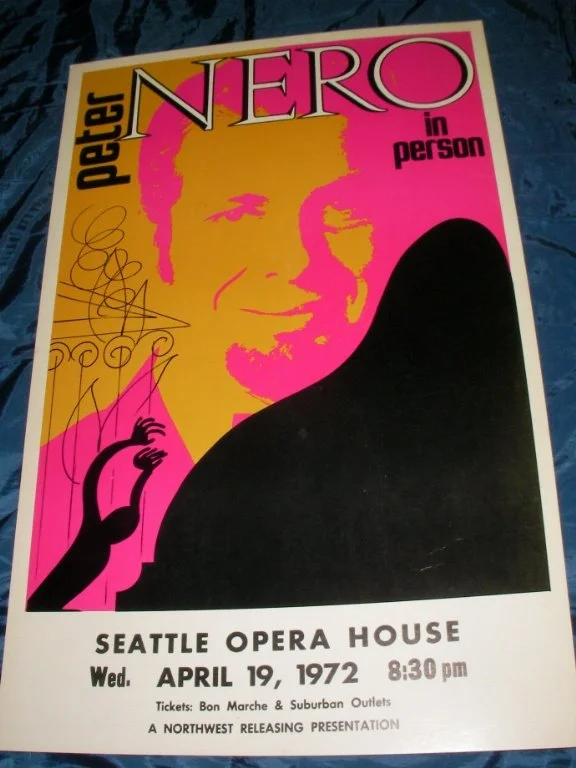 peter NERO
in
person
SEATTLE OPERA HOUSE
Wed. APRIL 19, 1972 8:30 pm
Tickets: Bon Marche & Suburban Outlets
A NORTHWEST RELEASING PRESENTATION